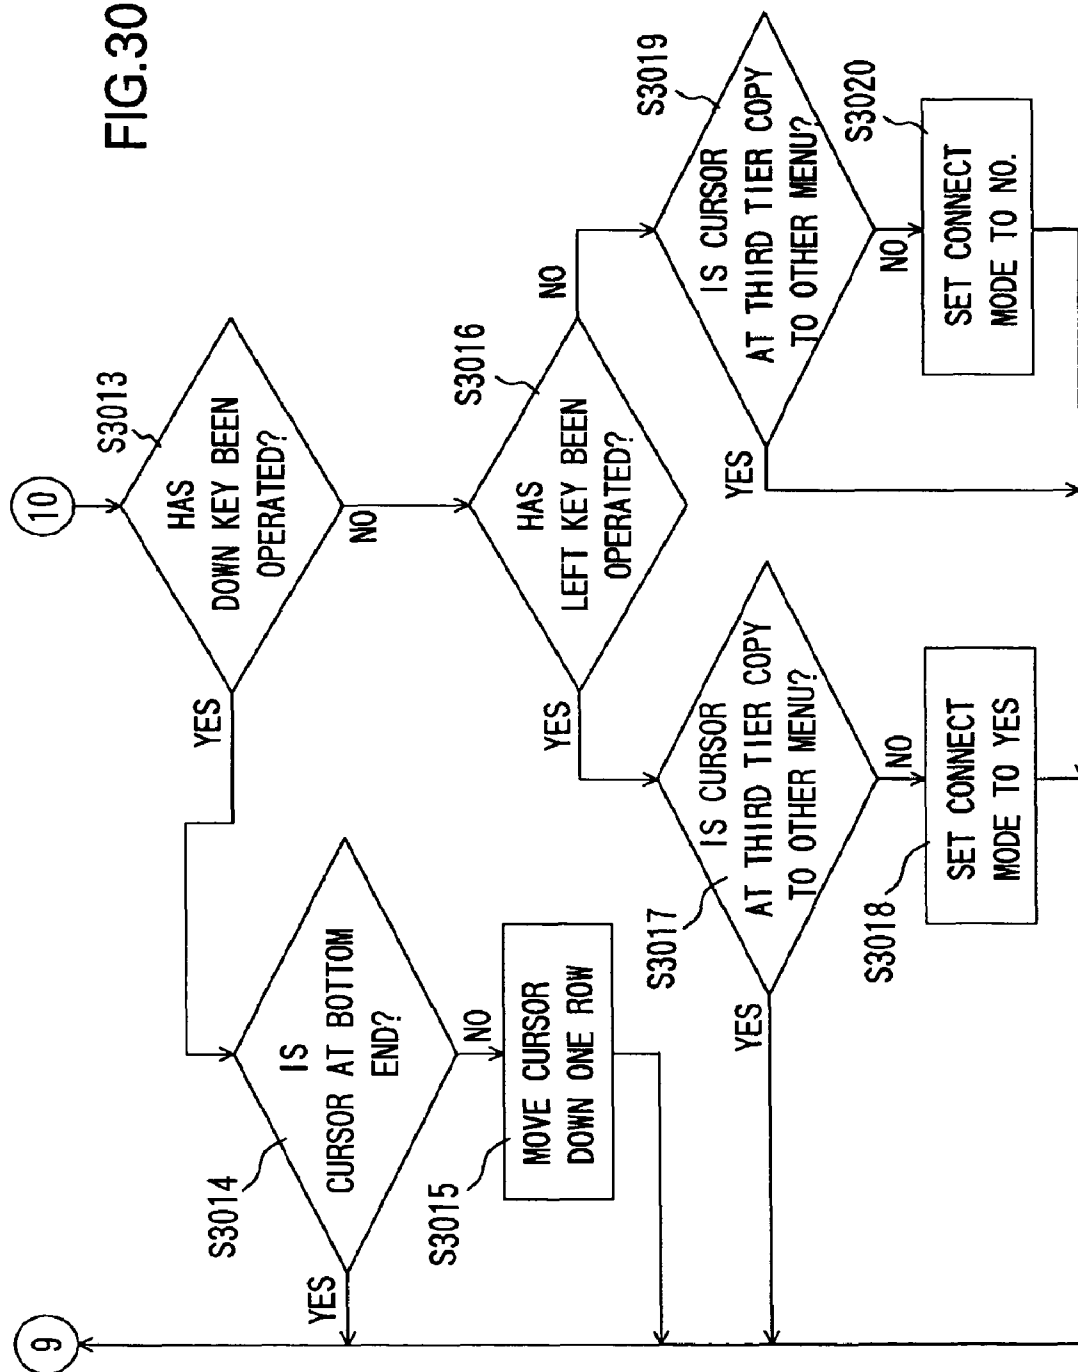 FIG.30
10
S3013
HAS
DOWN KEY BEEN
OPERATED?
YES
NO
S3014
IS
CURSOR AT BOTTOM
END?
YES
NO
S3015
MOVE CURSOR
DOWN ONE ROW
S3016
HAS
LEFT KEY BEEN
OPERATED?
YES
NO
S3017
IS CURSOR
AT THIRD TIER COPY
TO OTHER MENU?
YES
NO
S3018
SET CONNECT
MODE TO YES
S3019
IS CURSOR
AT THIRD TIER COPY
TO OTHER MENU?
YES
NO
S3020
SET CONNECT
MODE TO NO.
9